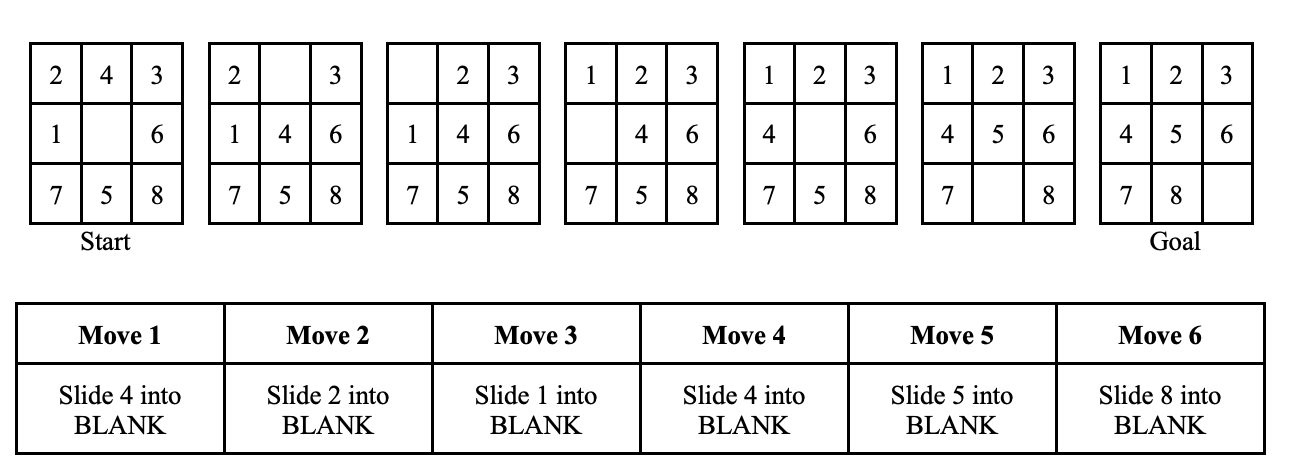 2 4 3 2 3 2 3 1 2 3 1 2 3 1 2 3 1 2 3
1 6 1 4 6 1 4 6 4 6 4 6 4 5 6 4 5 6
7 5 8 7 5 8 7 5 8 7 5 8 7 5 8 7 8 7 8
Start Goal
Move 1 Move 2 Move 3 Move 4 Move 5 Move 6
Slide 4 into Slide 2 into Slide 1 into Slide 4 into Slide 5 into Slide 8 into
BLANK BLANK BLANK BLANK BLANK BLANK